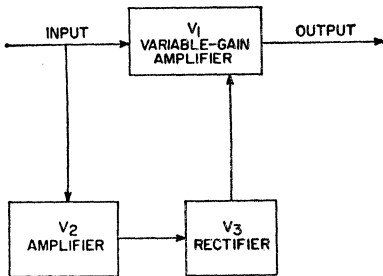 INPUT
V1
VARIABLE-GAIN
AMPLIFIER
OUTPUT
V2
AMPLIFIER
V3
RECTIFIER